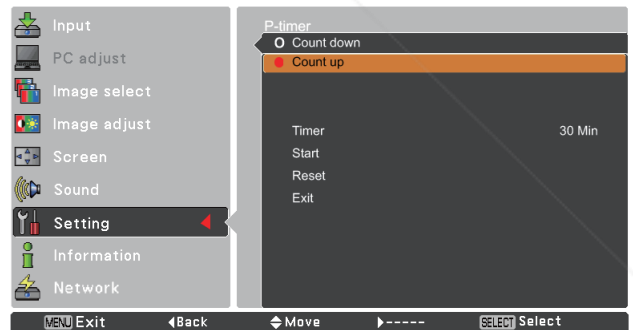 Input
PC adjust
Image select
Image adjust
Screen
Sound
Setting
Information
Network
P-timer
Count down
Count up
Timer 30 Min
Start
Reset
Exit
MENU Exit Back Move ----- SELECT Select